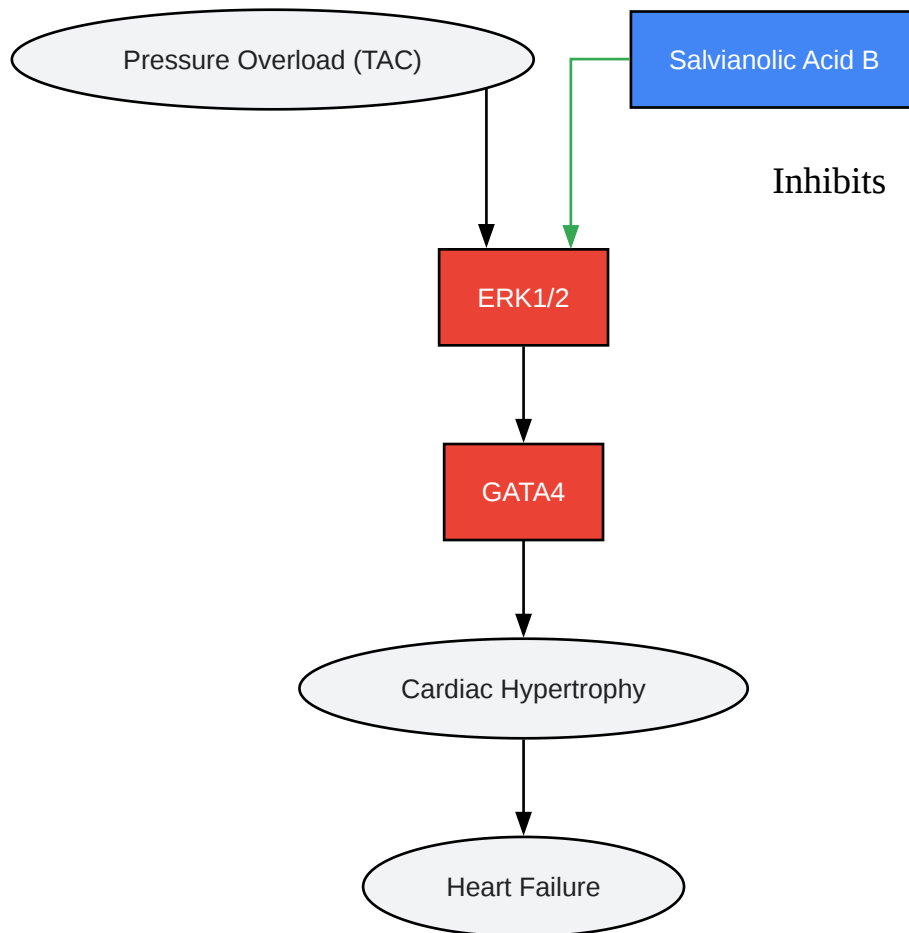 Pressure Overload (TAC)
Salvianolic Acid B
Inhibits
ERK1/2
GATA4
Cardiac Hypertrophy
Heart Failure